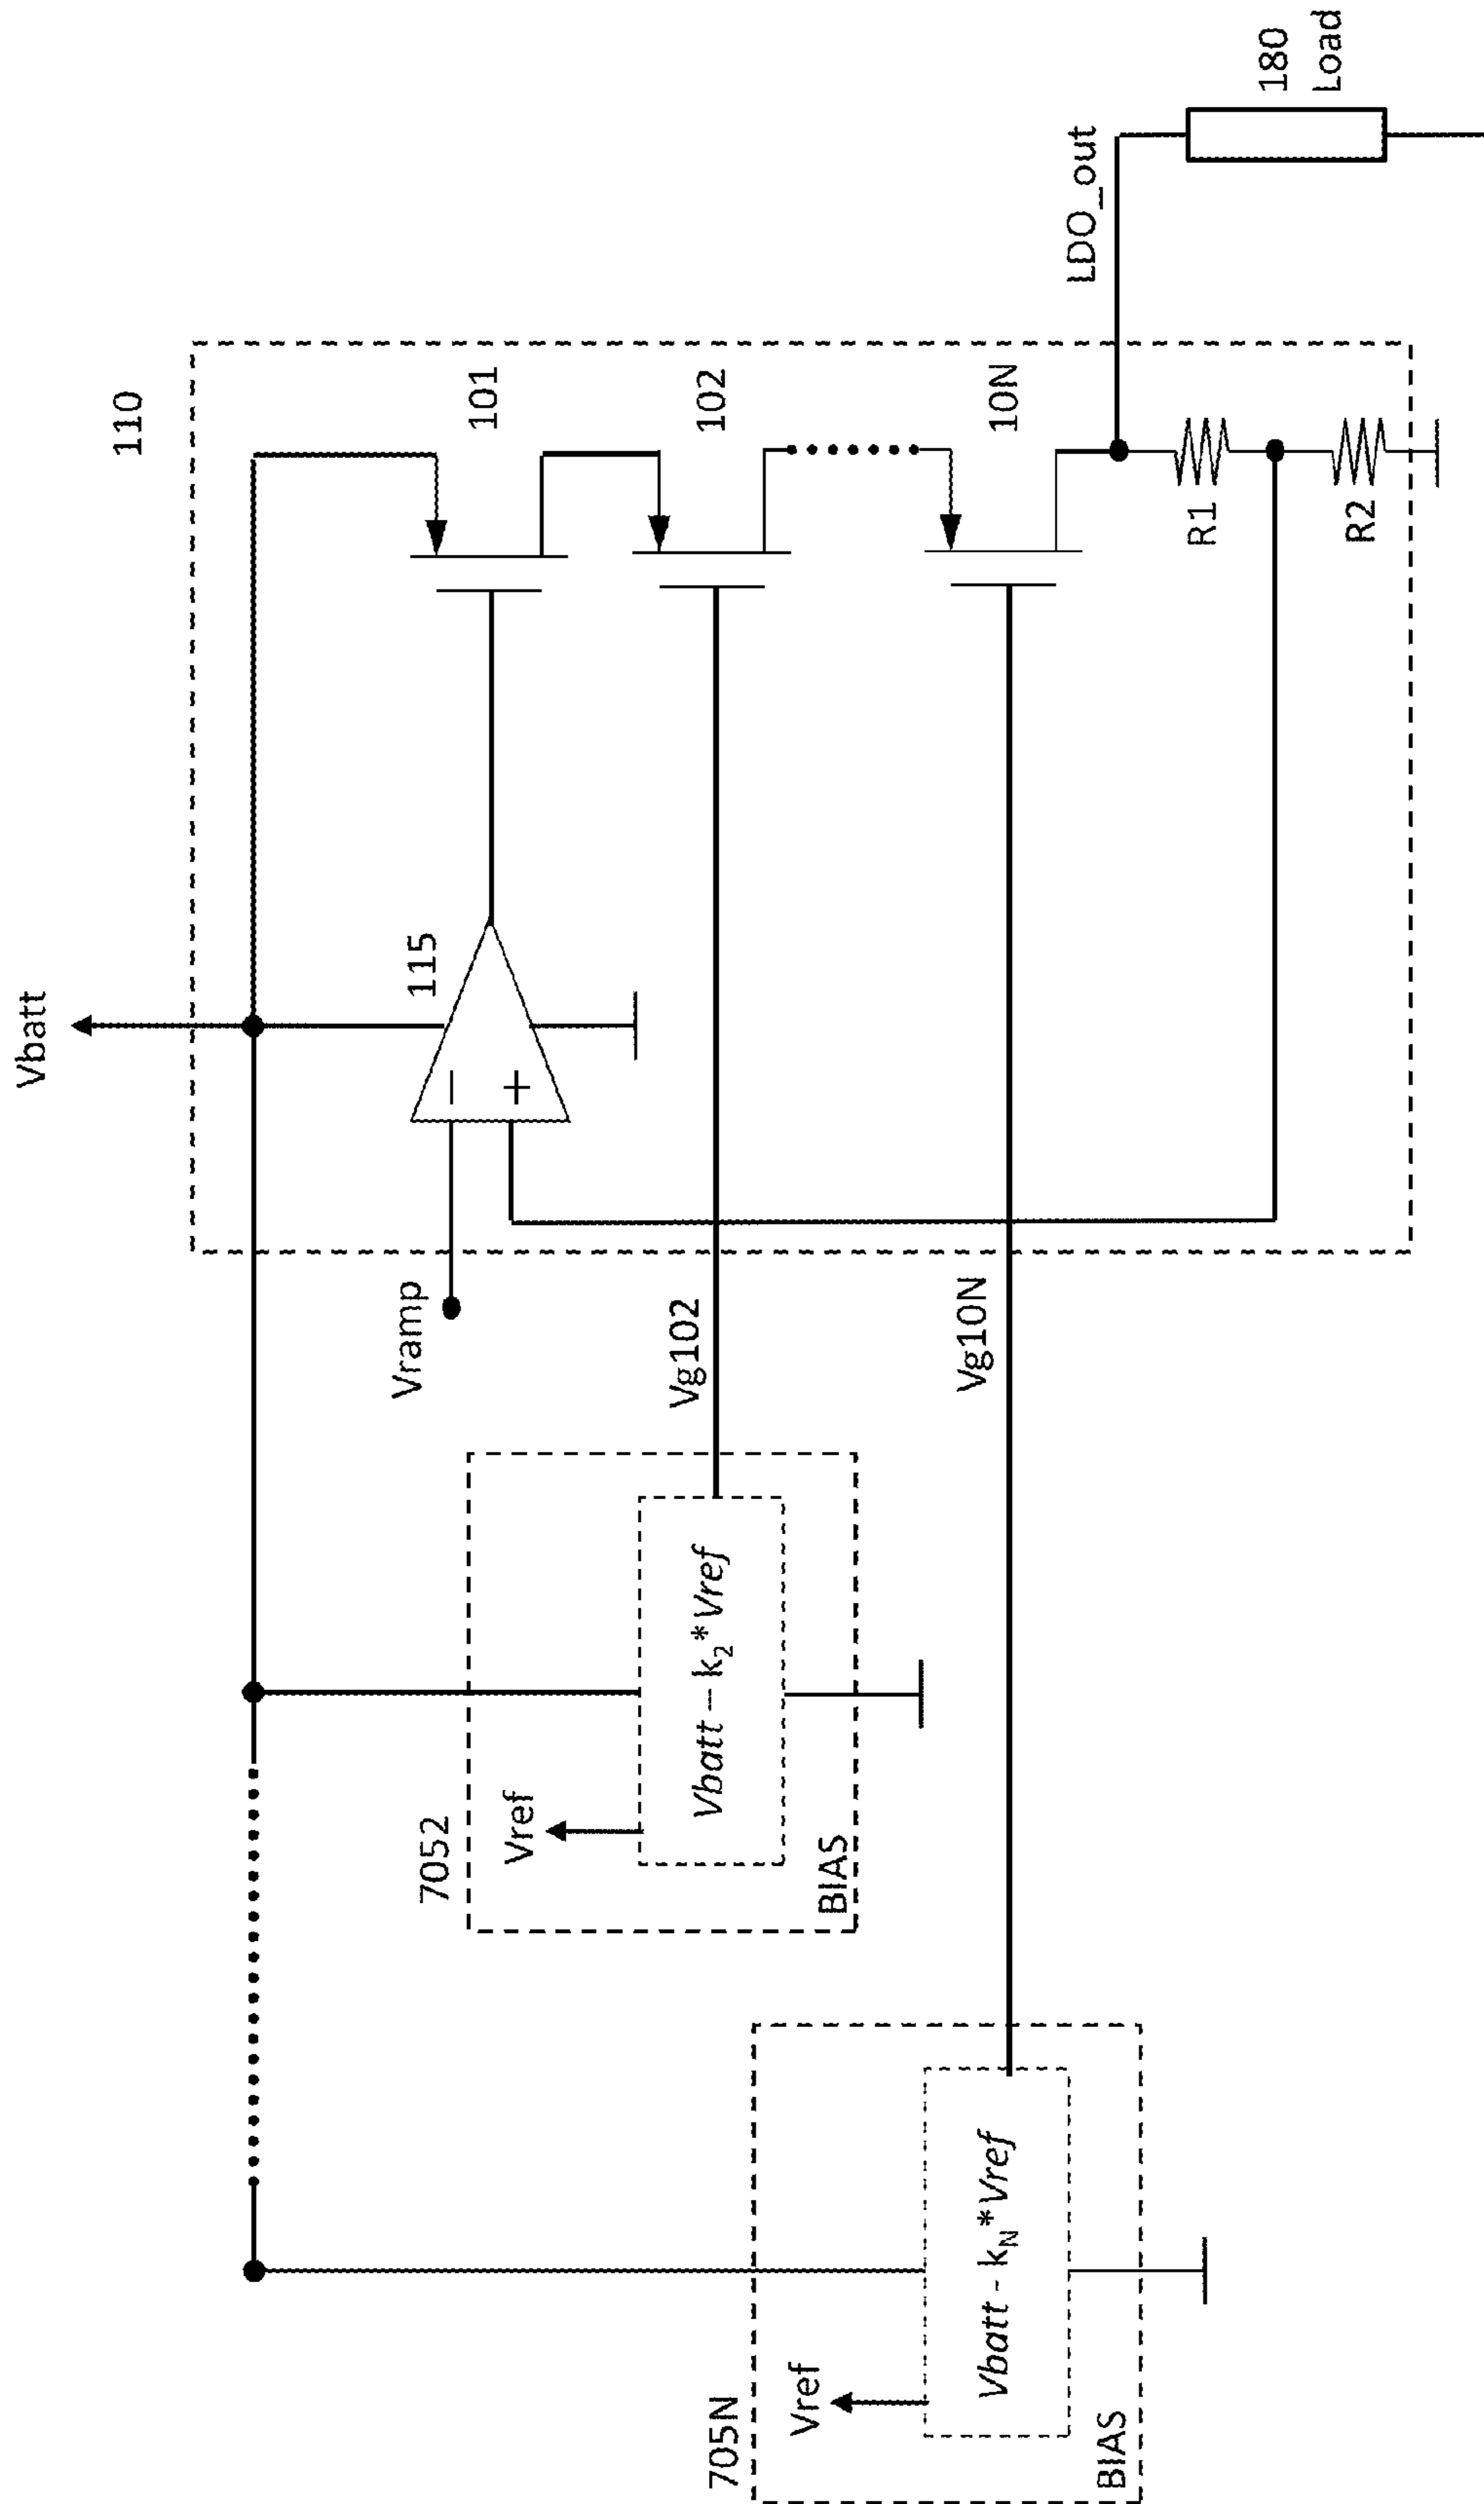 Vbatt
110
115
101
102
10N
LDO_out
180
Load
R1
R2
−
+
Vramp
Vg102
Vg10N
7052
Vref
Vbatt – k2*Vref
BIAS
705N
Vref
Vbatt - kN*Vref
BIAS